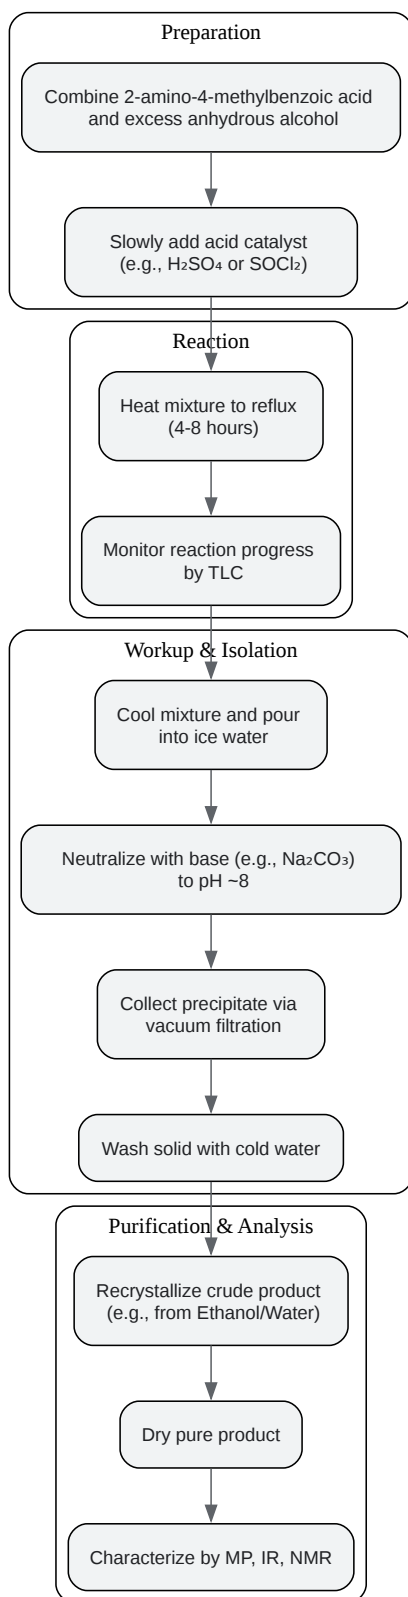 Preparation
Combine 2-amino-4-methylbenzoic acid
and excess anhydrous alcohol
Slowly add acid catalyst
(e.g., H₂SO₄ or SOCl₂)
Reaction
Heat mixture to reflux
(4-8 hours)
Monitor reaction progress
by TLC
Workup & Isolation
Cool mixture and pour
into ice water
Neutralize with base (e.g., Na₂CO₃)
to pH ~8
Collect precipitate via
vacuum filtration
Wash solid with cold water
Purification & Analysis
Recrystallize crude product
(e.g., from Ethanol/Water)
Dry pure product
Characterize by MP, IR, NMR